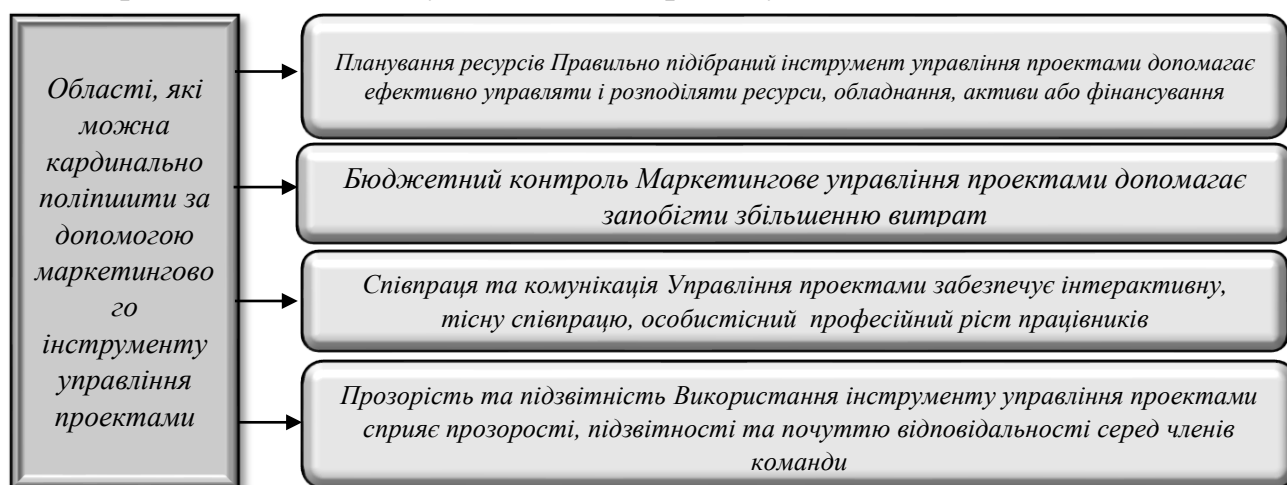 Області, які
можна
кардинально
поліпшити за
допомогою
маркетингово
го
інструменту
управління
проектами
Планування ресурсів Правильно підібраний інструмент управління проектами допомагає
ефективно управляти і розподіляти ресурси, обладнання, активи або фінансування
Бюджетний контроль Маркетингове управління проектами допомагає
запобігти збільшенню витрат
Співпраця та комунікація Управління проектами забезпечує інтерактивну,
тісну співпрацю, особистісний професійний ріст працівників
Прозорість та підзвітність Використання інструменту управління проектами
сприяє прозорості, підзвітності та почуттю відповідальності серед членів
команди